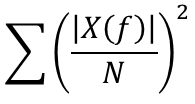 ∑ (|X(f)| / N)²